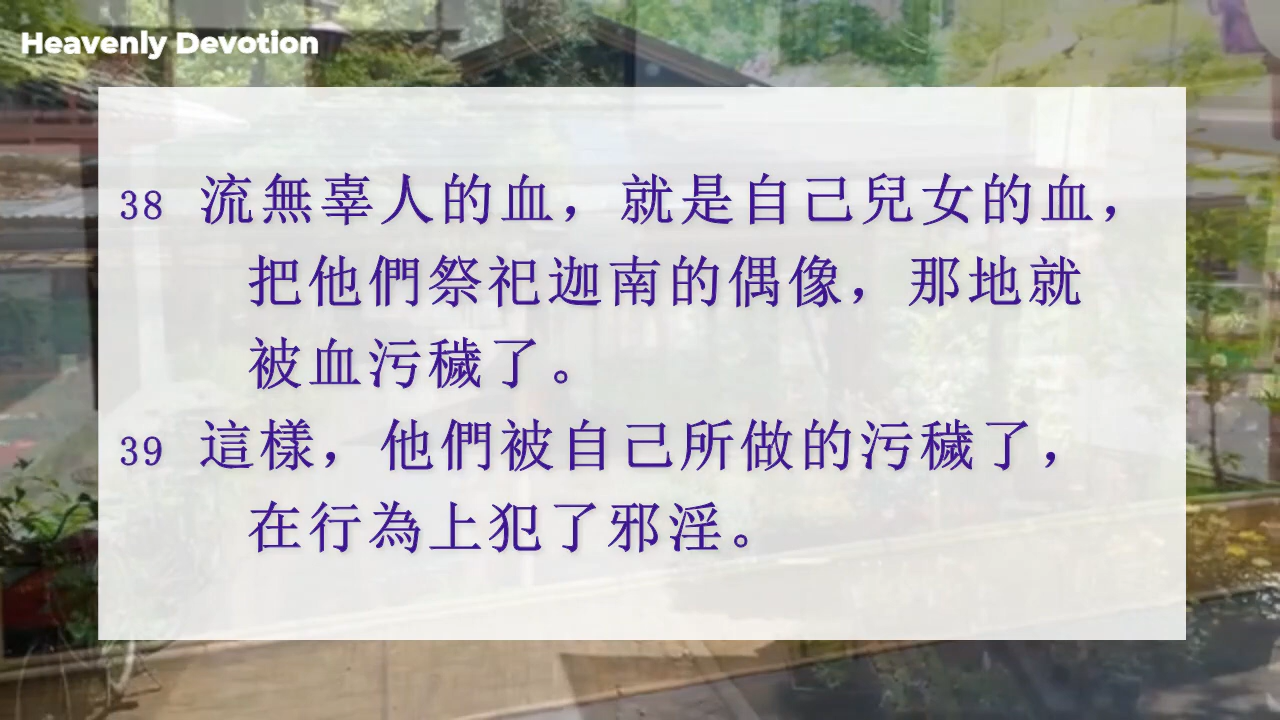 Heavenly Devotion
38 流無辜人的血，就是自己兒女的血，
把他們祭祀迦南的偶像，那地就
被血污穢了。
39 這樣，他們被自己所做的污穢了，
在行為上犯了邪淫。